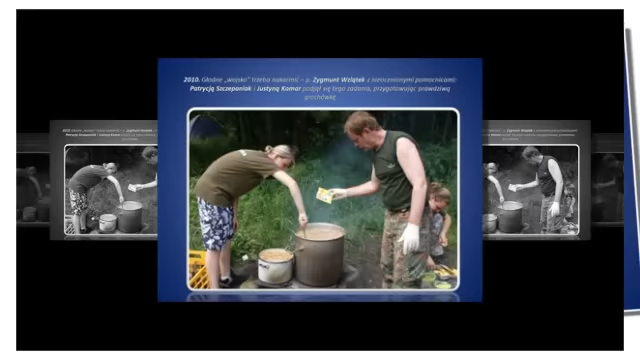 2010. Głodne „wojsko” trzeba nakarmić – p. Zygmunt Wziątek z nieocenionymi pomocnicami:
Patrycją Szczepaniak i Justyną Komar podjął się tego zadania, przygotowując prawdziwą
grochówkę